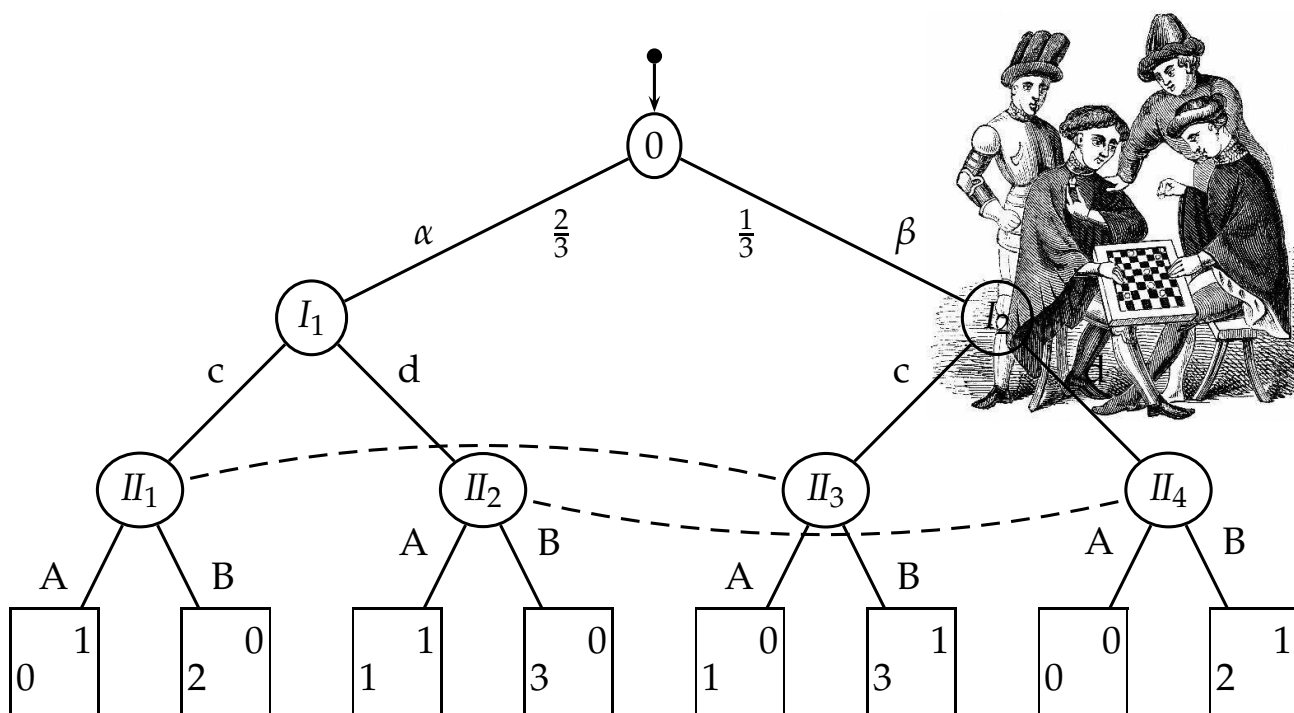 0
α 2/3 1/3 β
I1 I2
c d c d
II1 II2 II3 II4
A B A B A B A B
1 0 1 0 0 1 0 1
0 2 1 3 1 3 0 2